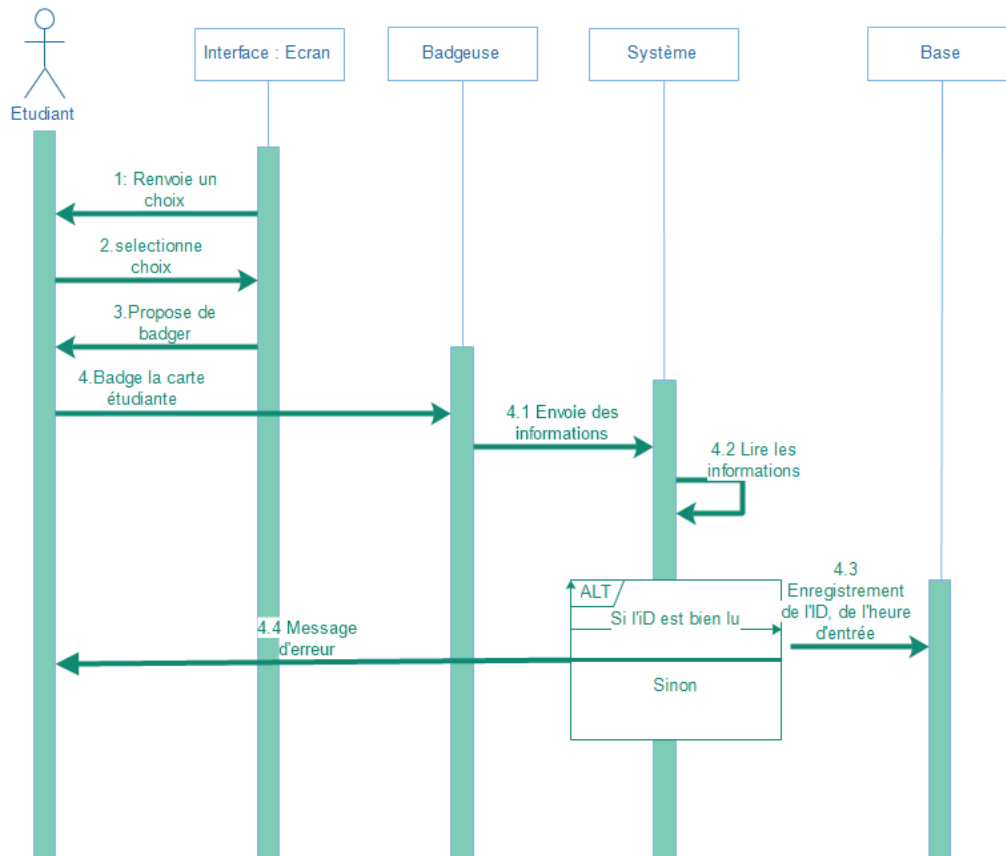 Interface : Ecran
Badgeuse
Système
Base
Etudiant
1: Renvoie un
choix
2.selectionne
choix
3.Propose de
badger
4.Badge la carte
étudiante
4.1 Envoie des
informations
4.2 Lire les
informations
ALT
Si l'iD est bien lu
4.3
Enregistrement
de l'ID, de l'heure
d'entrée
4.4 Message
d'erreur
Sinon